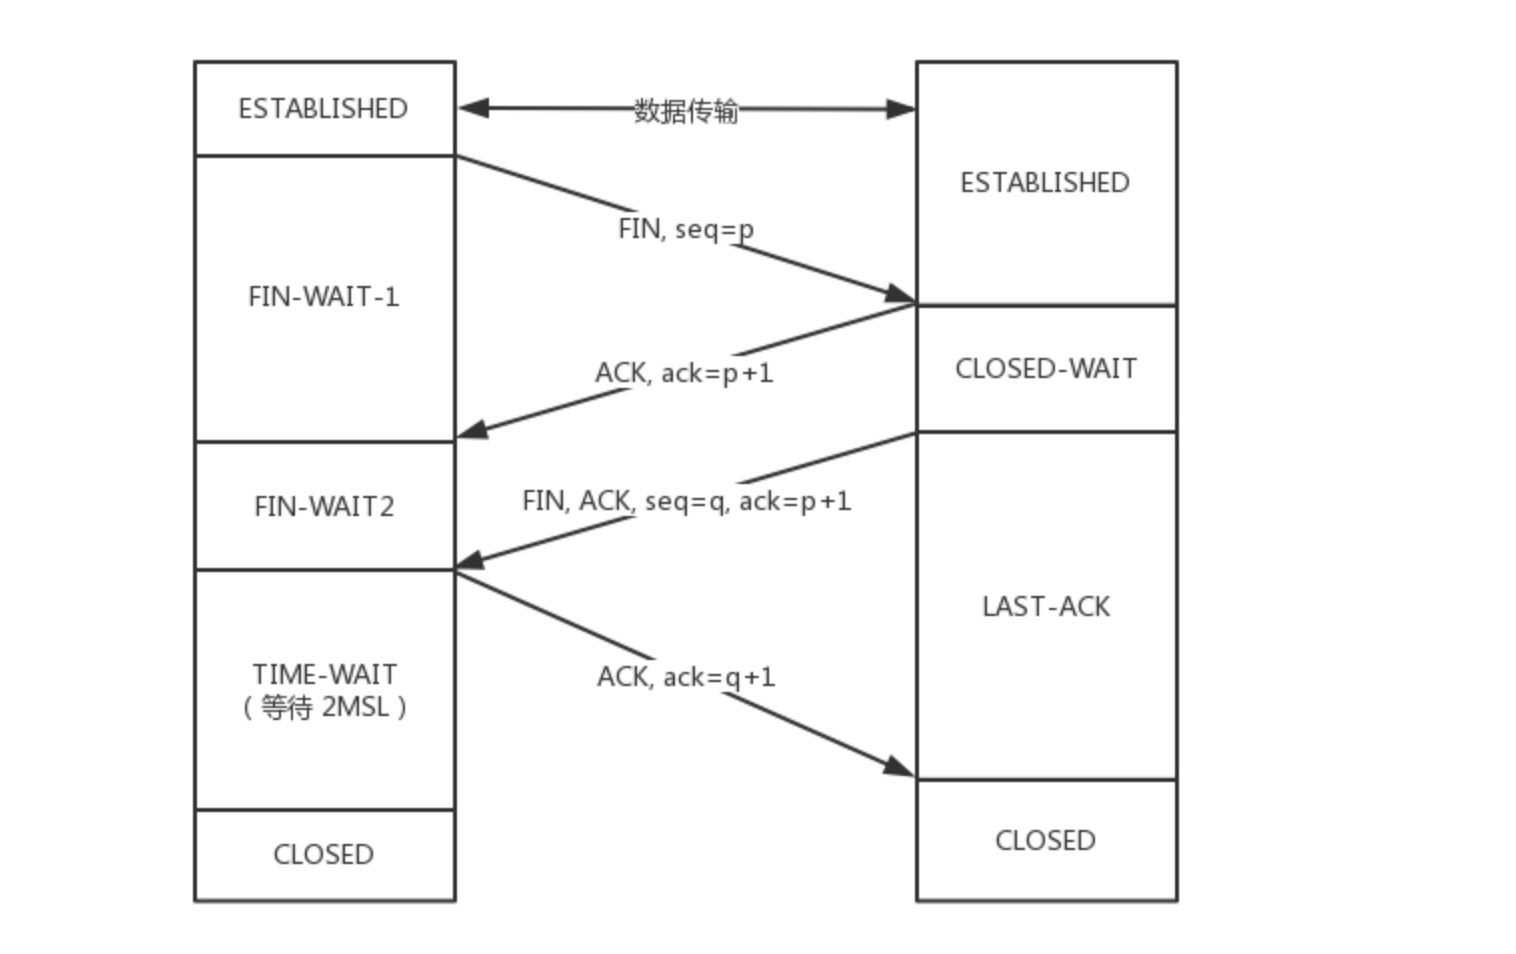 ESTABLISHED
数据传输
ESTABLISHED
FIN, seq=p
FIN-WAIT-1
ACK, ack=p+1
CLOSED-WAIT
FIN-WAIT2
FIN, ACK, seq=q, ack=p+1
LAST-ACK
TIME-WAIT
（等待 2MSL）
ACK, ack=q+1
CLOSED
CLOSED